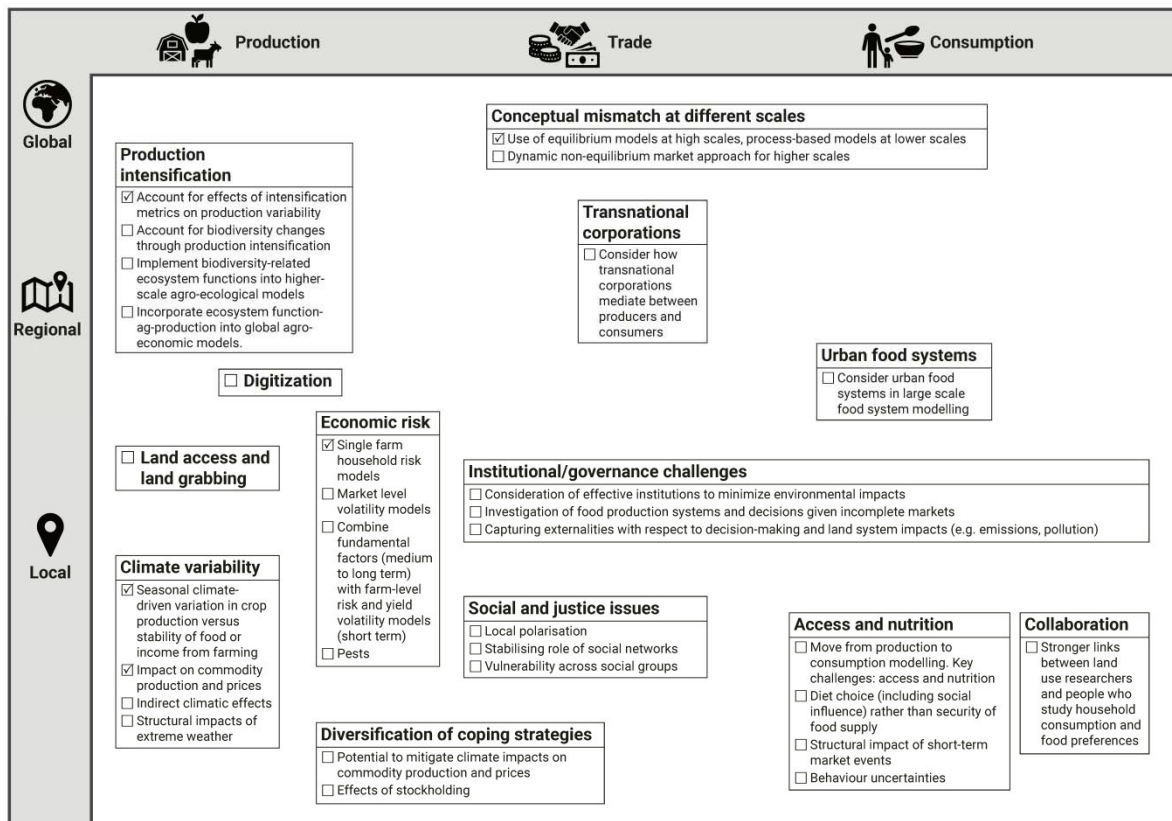 Production
Trade
Consumption
Global
Regional
Local
Conceptual mismatch at different scales
☑ Use of equilibrium models at high scales, process-based models at lower scales
☐ Dynamic non-equilibrium market approach for higher scales
Production
intensification
☑ Account for effects of intensification
metrics on production variability
☐ Account for biodiversity changes
through production intensification
☐ Implement biodiversity-related
ecosystem functions into higher-
scale agro-ecological models
☐ Incorporate ecosystem function-
ag-production into global agro-
economic models.
Transnational
corporations
☐ Consider how
transnational
corporations
mediate between
producers and
consumers
Urban food systems
☐ Consider urban food
systems in large scale
food system modelling
☐ Digitization
☐ Land access and
land grabbing
Economic risk
☑ Single farm
household risk
models
☐ Market level
volatility models
☐ Combine
fundamental
factors (medium
to long term)
with farm-level
risk and yield
volatility models
(short term)
☐ Pests
Institutional/governance challenges
☐ Consideration of effective institutions to minimize environmental impacts
☐ Investigation of food production systems and decisions given incomplete markets
☐ Capturing externalities with respect to decision-making and land system impacts (e.g. emissions, pollution)
Climate variability
☑ Seasonal climate-
driven variation in crop
production versus
stability of food or
income from farming
☑ Impact on commodity
production and prices
☐ Indirect climatic effects
☐ Structural impacts of
extreme weather
Social and justice issues
☐ Local polarisation
☐ Stabilising role of social networks
☐ Vulnerability across social groups
Diversification of coping strategies
☐ Potential to mitigate climate impacts on
commodity production and prices
☐ Effects of stockholding
Access and nutrition
☐ Move from production to
consumption modelling. Key
challenges: access and nutrition
☐ Diet choice (including social
influence) rather than security of
food supply
☐ Structural impact of short-term
market events
☐ Behaviour uncertainties
Collaboration
☐ Stronger links
between land
use researchers
and people who
study household
consumption and
food preferences